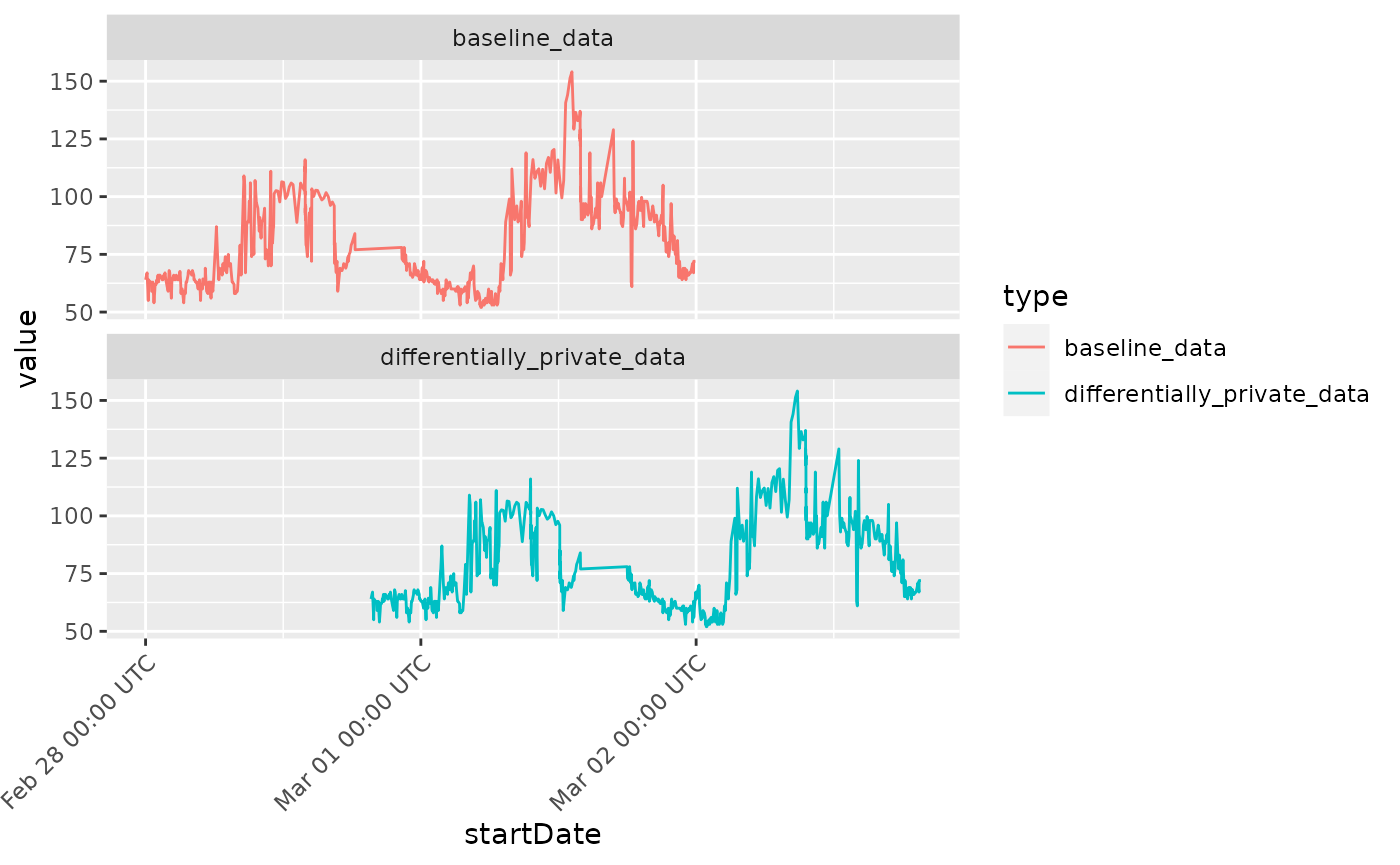 baseline_data
150
125
100
75
50
differentially_private_data
150
125
100
75
50
value
Feb 28 00:00 UTC
Mar 01 00:00 UTC
Mar 02 00:00 UTC
startDate
type
baseline_data
differentially_private_data